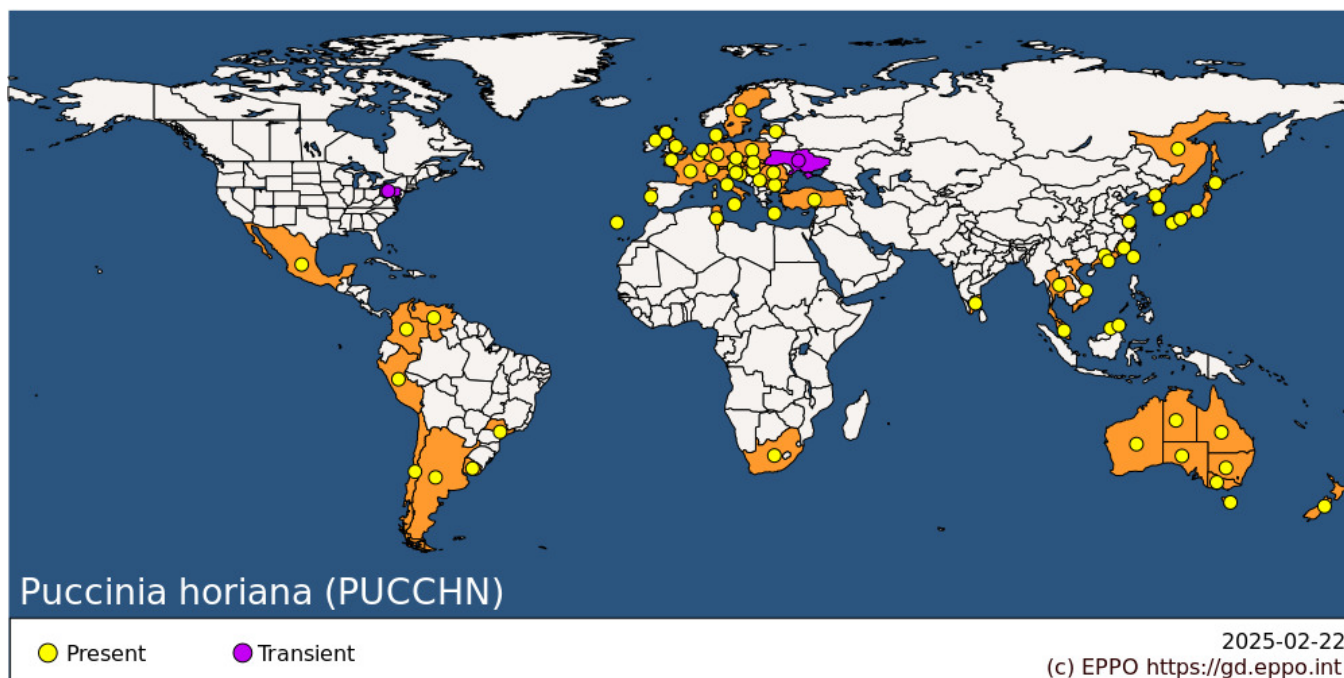 Puccinia horiana (PUCCHN)
Present
Transient
2025-02-22
(c) EPPO https://gd.eppo.int